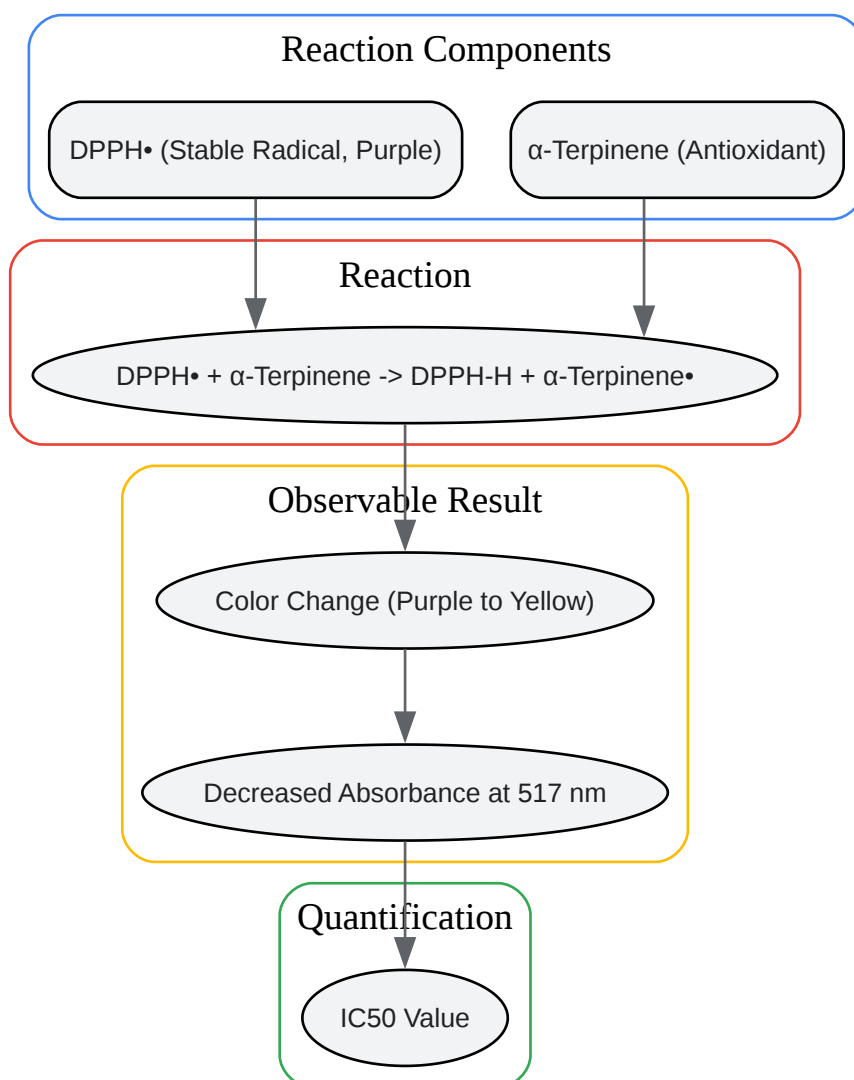 Reaction Components
DPPH• (Stable Radical, Purple)
α-Terpinene (Antioxidant)
Reaction
DPPH• + α-Terpinene -> DPPH-H + α-Terpinene•
Observable Result
Color Change (Purple to Yellow)
Decreased Absorbance at 517 nm
Quantification
IC50 Value